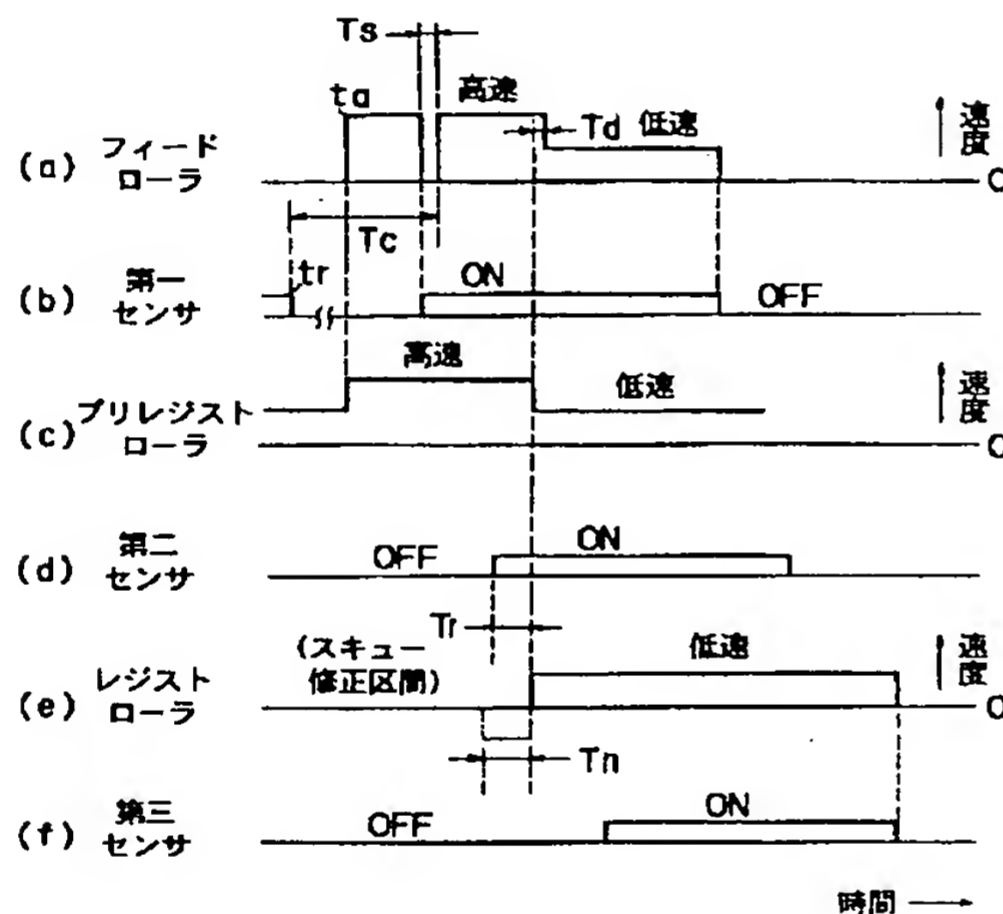 Ts
ta
高速
Td 低速
速度
(a) フィード
ローラ
0
Tc
tr
(b) 第一
センサ
ON
OFF
高速
低速
速度
(c) プリレジスト
ローラ
0
(d) 第二
センサ
OFF
ON
Tr
(スキュー
修正区間)
低速
速度
(e) レジスト
ローラ
0
Tn
(f) 第三
センサ
OFF
ON
時間